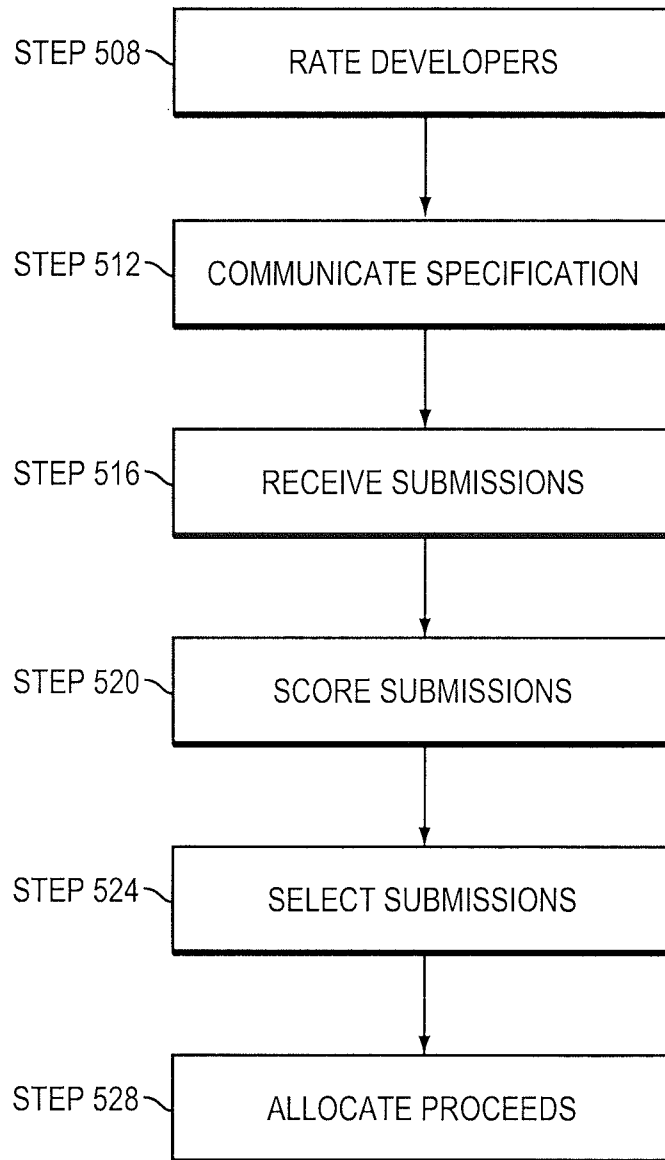 STEP 508 RATE DEVELOPERS
STEP 512 COMMUNICATE SPECIFICATION
STEP 516 RECEIVE SUBMISSIONS
STEP 520 SCORE SUBMISSIONS
STEP 524 SELECT SUBMISSIONS
STEP 528 ALLOCATE PROCEEDS